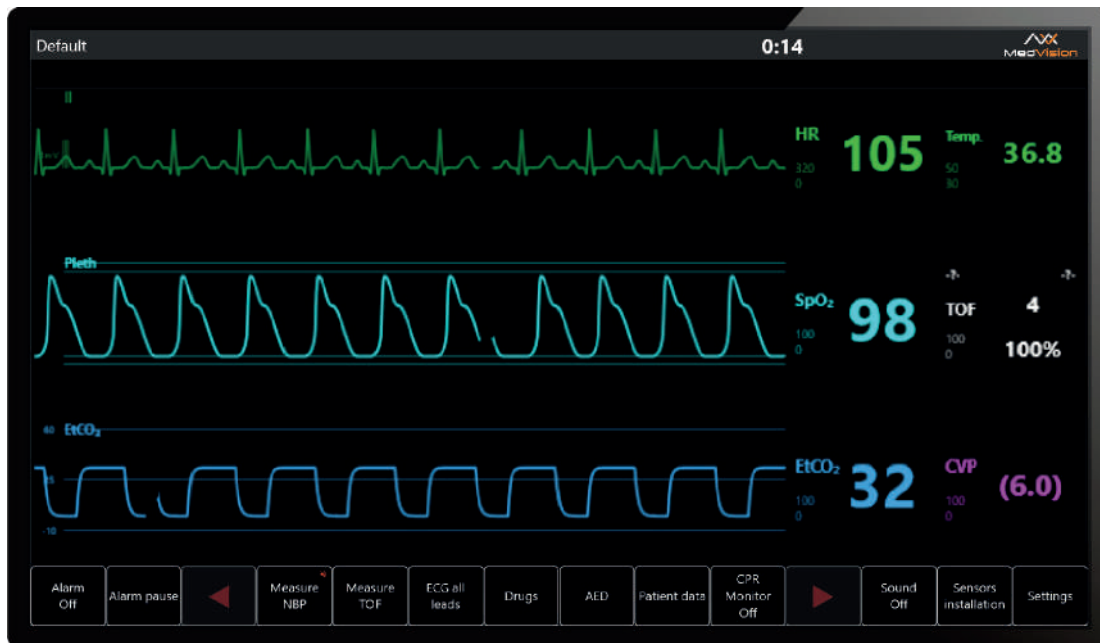 Default
0:14
MedVision
II
HR
320
0
105
Temp.
50
30
36.8
Pleth
SpO₂
100
0
98
-?-
-?-
TOF
4
100
0
100%
60
EtCO₂
25
-10
EtCO₂
100
0
32
CVP
100
0
(6.0)
Alarm
Off
Alarm pause
Measure
NBP
Measure
TOF
ECG all
leads
Drugs
AED
Patient data
CPR
Monitor
Off
Sound
Off
Sensors
installation
Settings